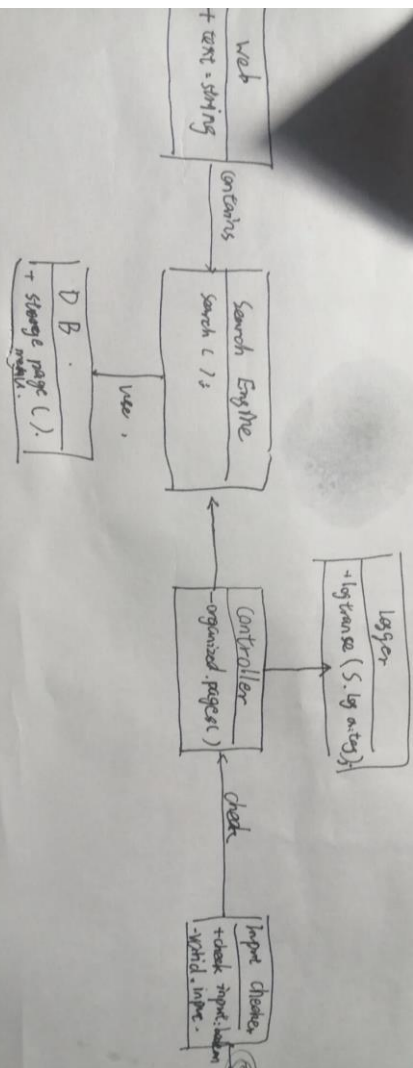 Web
+ text = string
contains
Search Engine
Search ( );
use.
D B.
+ storage page ( ).
Logger
Controller
- organized.pages( )
check
Input Checker
+ check input:
- valid.input.